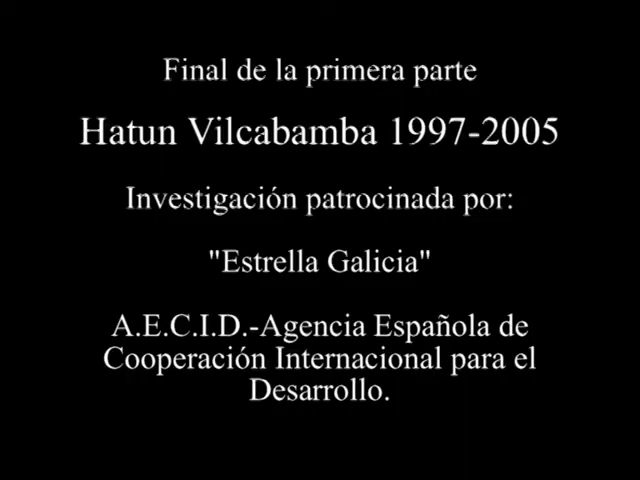 Final de la primera parte
Hatun Vilcabamba 1997-2005
Investigación patrocinada por:
"Estrella Galicia"
A.E.C.I.D.-Agencia Española de
Cooperación Internacional para el
Desarrollo.